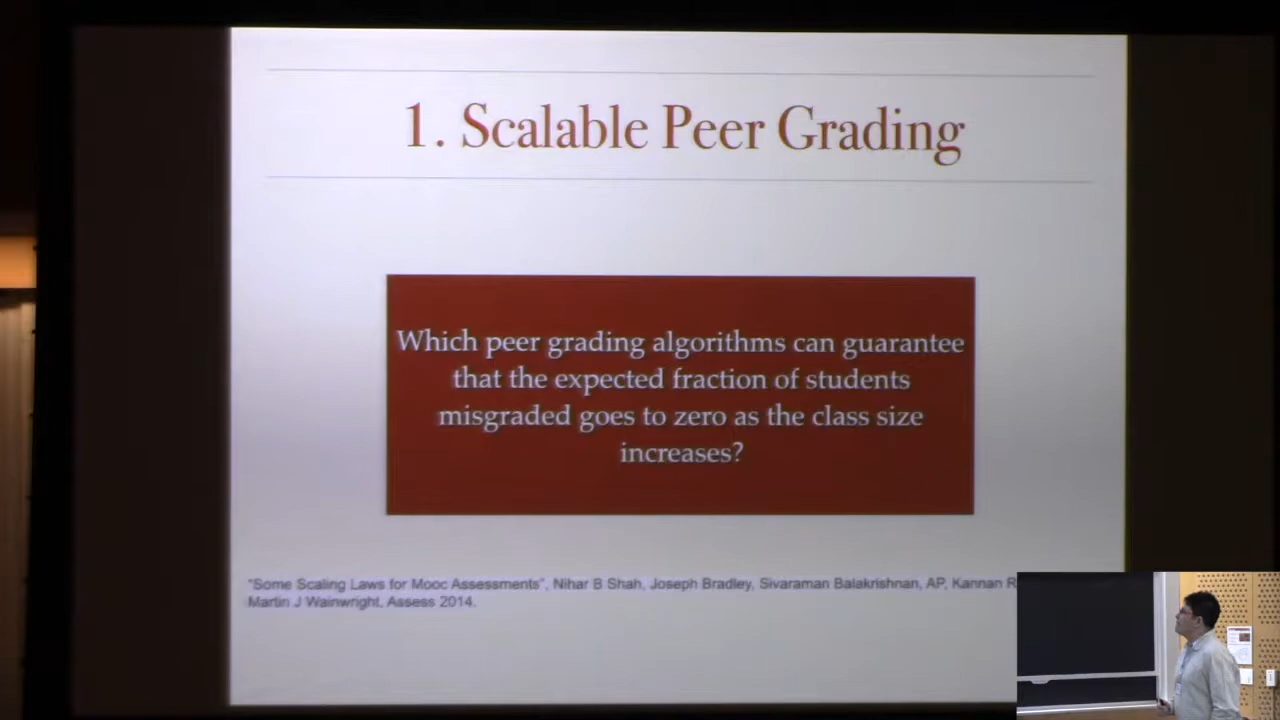 1. Scalable Peer Grading
Which peer grading algorithms can guarantee
that the expected fraction of students
misgraded goes to zero as the class size
increases?
"Some Scaling Laws for Mooc Assessments", Nihar B Shah, Joseph Bradley, Sivaraman Balakrishnan, AP, Kannan R
Martin J Wainwright, Assess 2014.